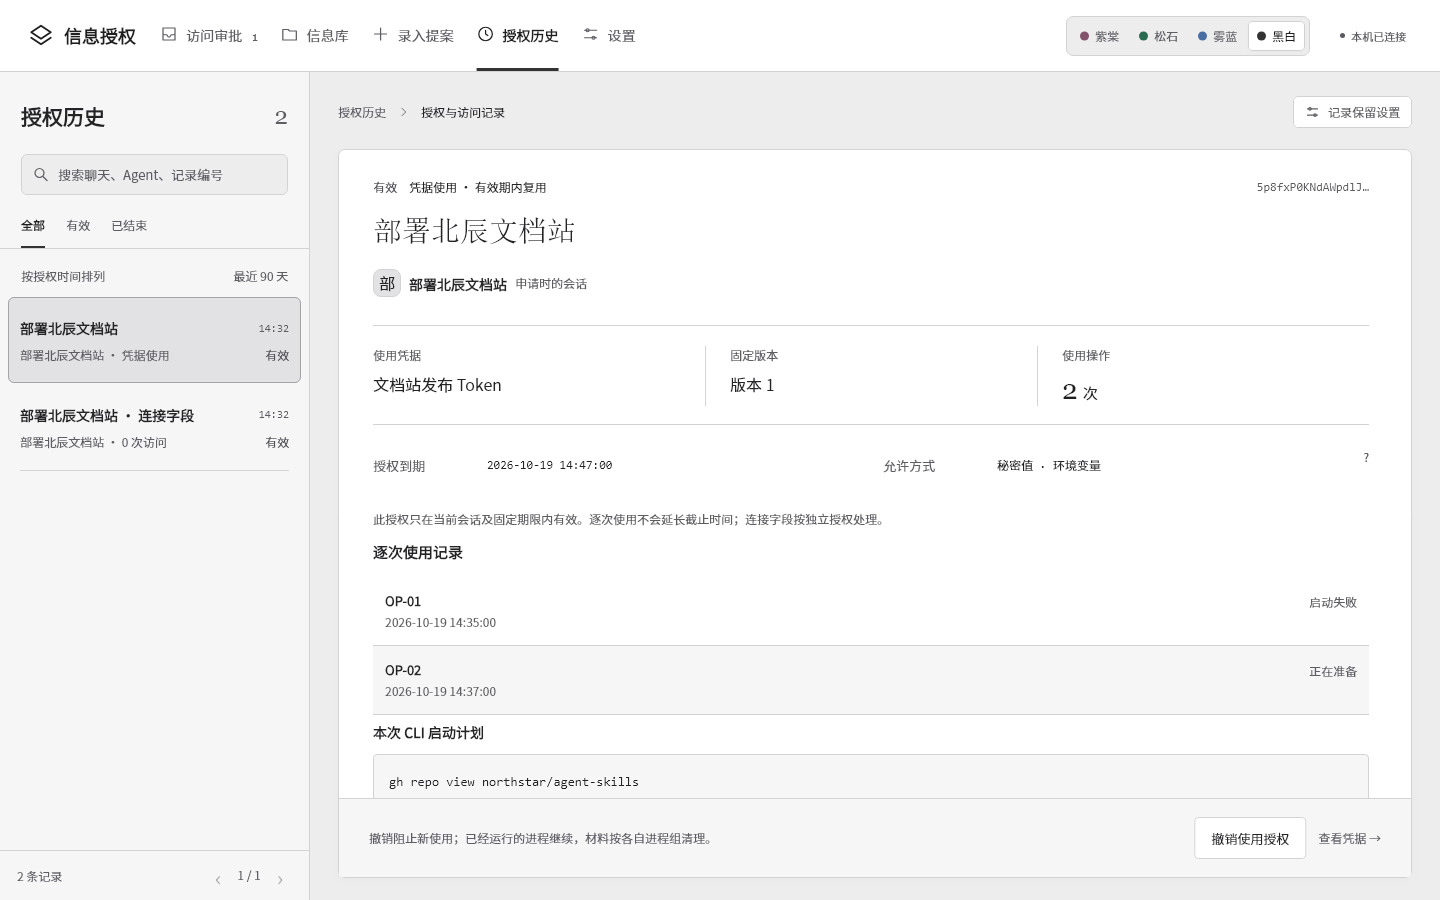 信息授权
访问审批 1
信息库
录入提案
授权历史
设置
紫棠
松石
雾蓝
黑白
本机已连接
授权历史 2
搜索聊天、Agent、记录编号
全部 有效 已结束
按授权时间排列 最近 90 天
部署北辰文档站 14:32
部署北辰文档站 · 凭据使用 有效
部署北辰文档站 · 连接字段 14:32
部署北辰文档站 · 0 次访问 有效
2 条记录 ‹ 1 / 1 ›
授权历史 > 授权与访问记录
记录保留设置
有效 凭据使用 · 有效期内复用 5p8fxP0KNdAWpdlJ…
部署北辰文档站
部 部署北辰文档站 申请时的会话
使用凭据 固定版本 使用操作
文档站发布 Token 版本 1 2 次
授权到期 2026-10-19 14:47:00 允许方式 秘密值 · 环境变量 ?
此授权只在当前会话及固定期限内有效。逐次使用不会延长截止时间；连接字段按独立授权处理。
逐次使用记录
OP-01 启动失败
2026-10-19 14:35:00
OP-02 正在准备
2026-10-19 14:37:00
本次 CLI 启动计划
gh repo view northstar/agent-skills
撤销阻止新使用；已经运行的进程继续，材料按各自进程组清理。
撤销使用授权
查看凭据 →